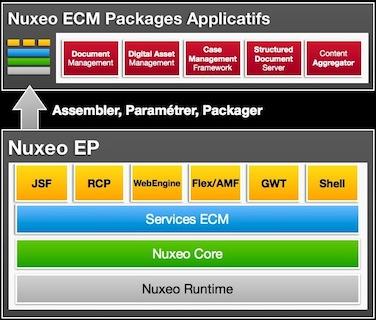 Nuxeo ECM Packages Applicatifs
Document Management
Digital Asset Management
Case Management Framework
Structured Document Server
Content Aggregator
Assembler, Paramétrer, Packager
Nuxeo EP
JSF RCP WebEngine Flex/AMF GWT Shell
Services ECM
Nuxeo Core
Nuxeo Runtime